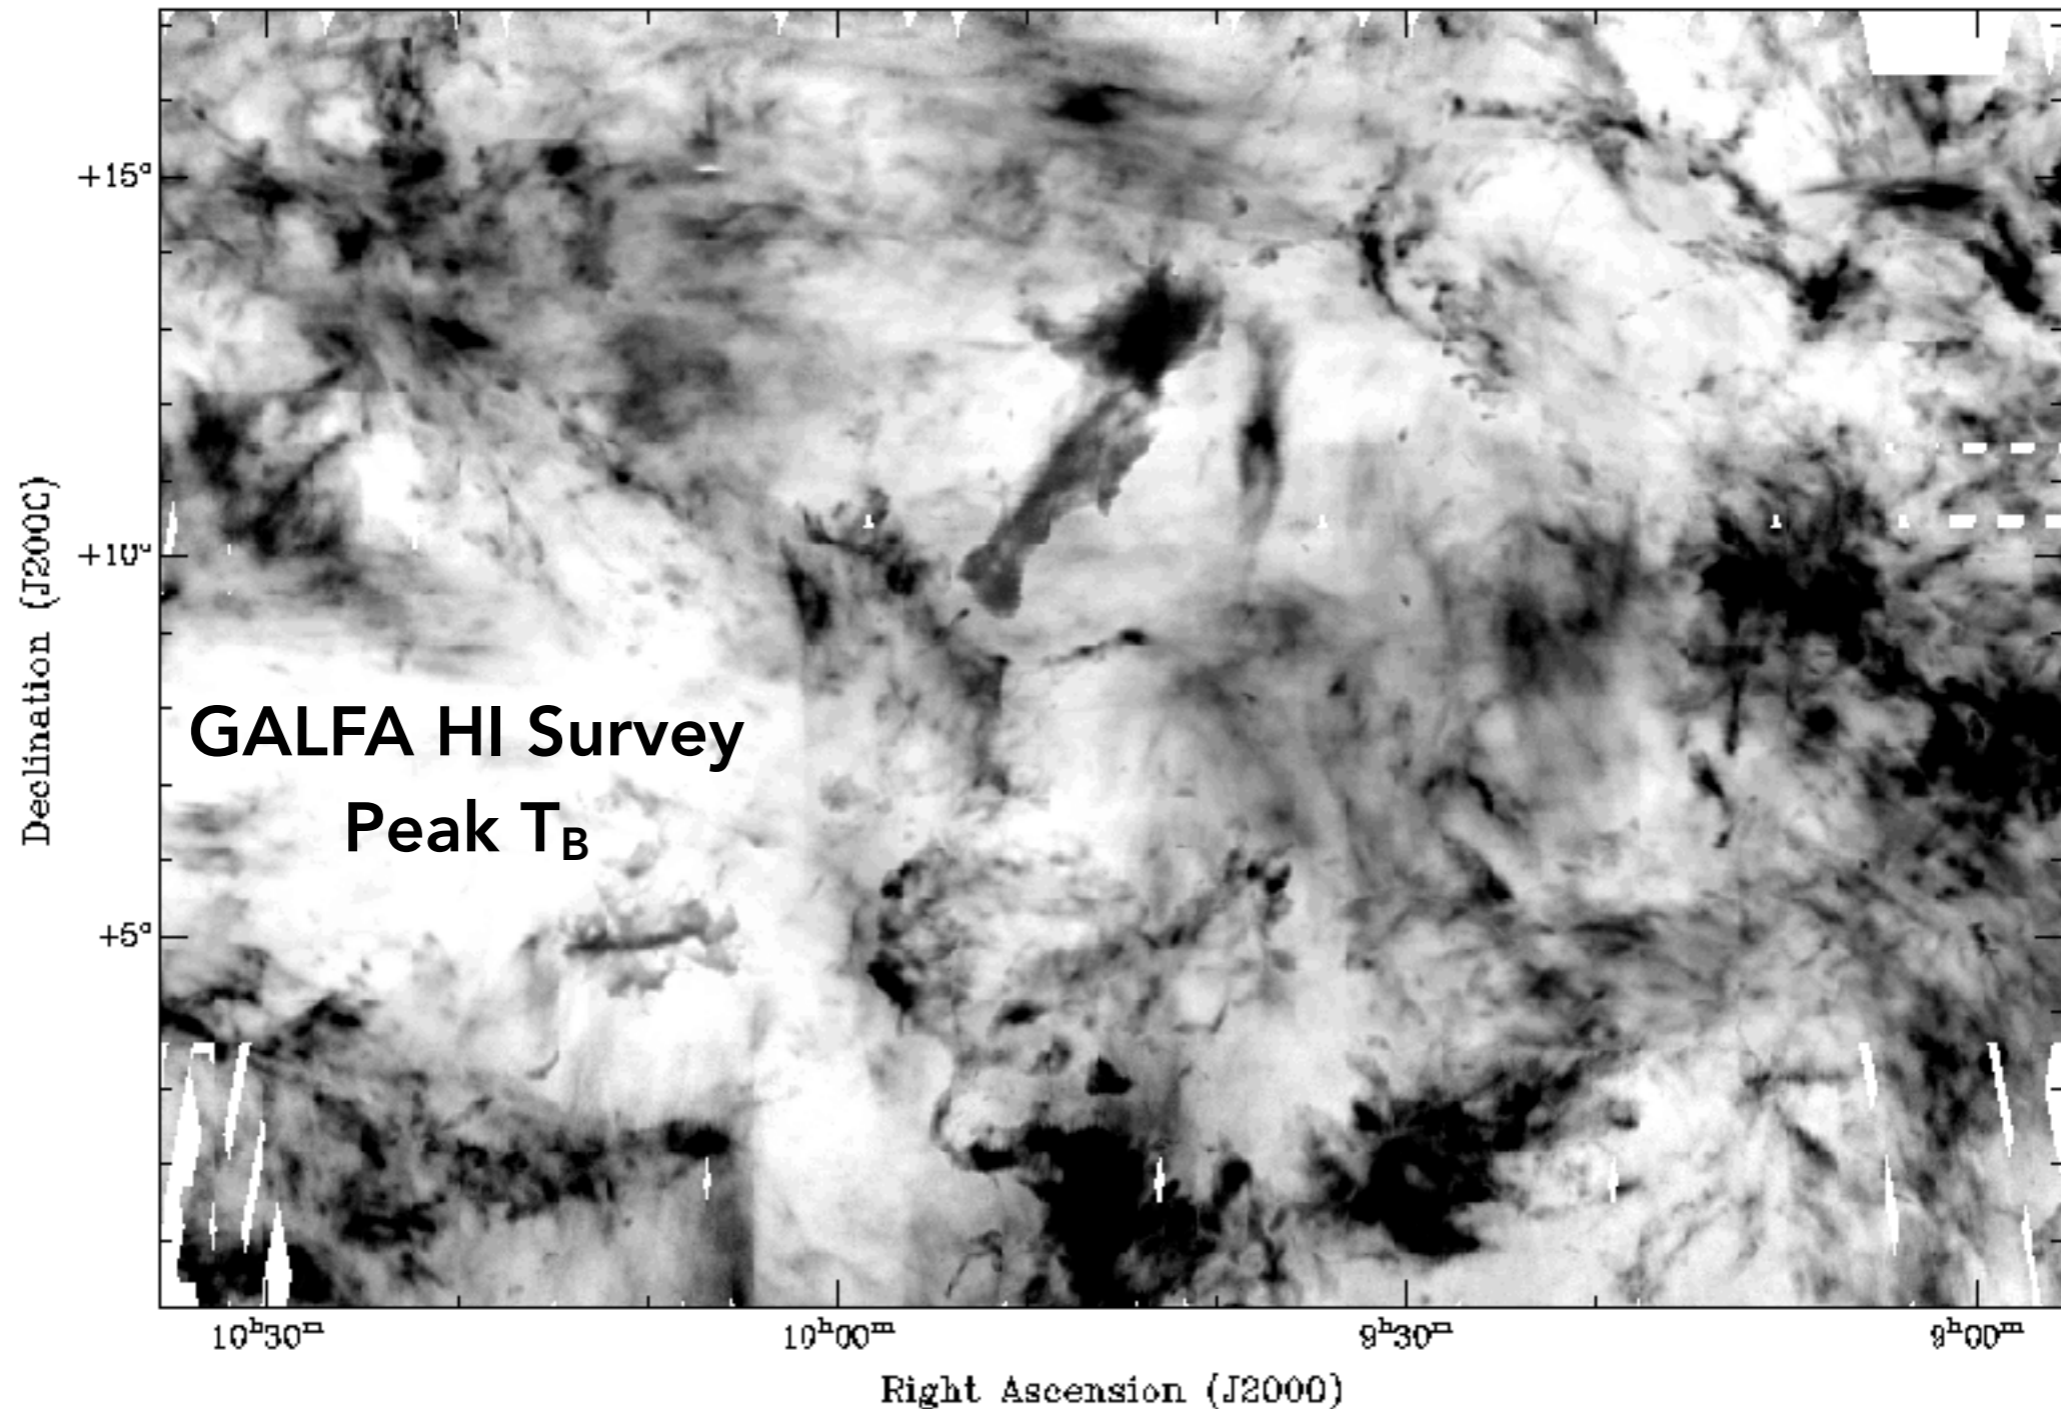 +15°
+10°
+5°
Declination (J2000)
GALFA HI Survey
Peak T_B
10ʰ30ᵐ
10ʰ00ᵐ
9ʰ30ᵐ
9ʰ00ᵐ
Right Ascension (J2000)